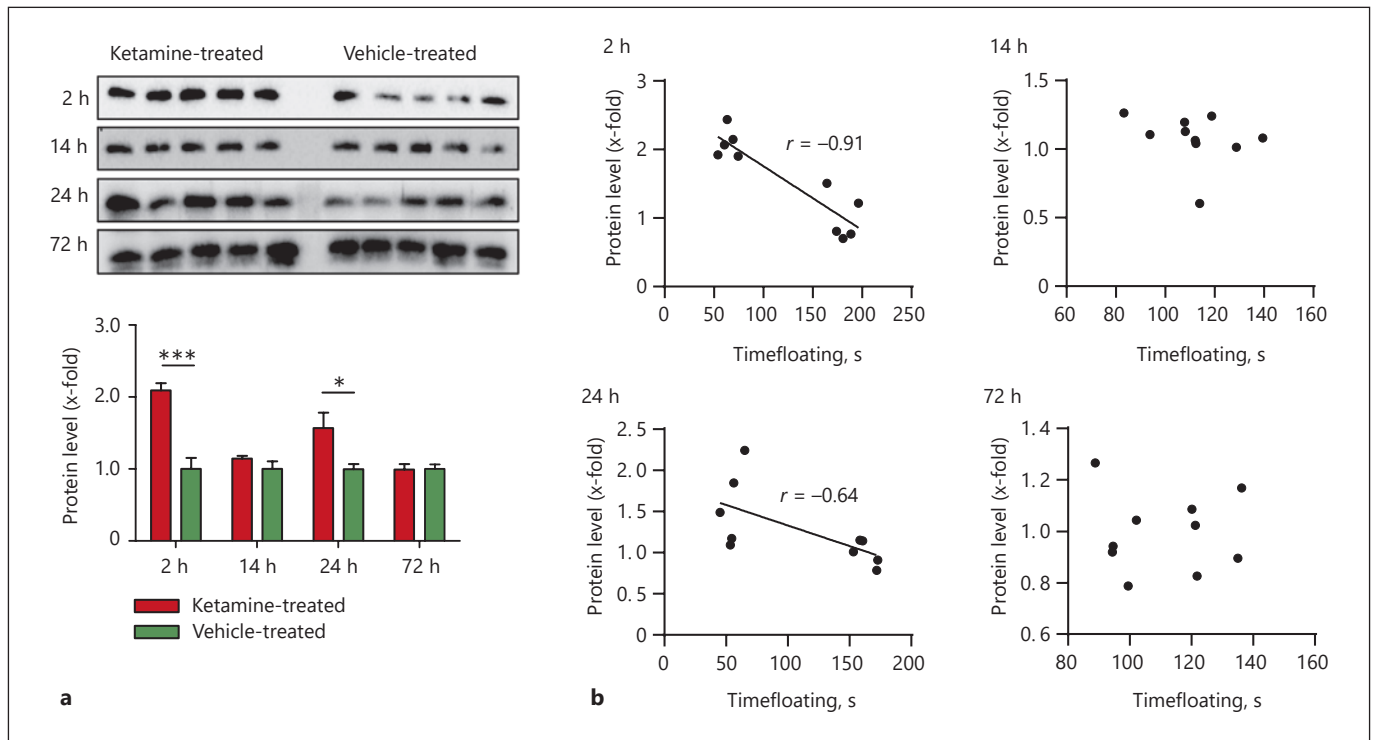 Ketamine-treated Vehicle-treated
2 h
14 h
24 h
72 h
Protein level (x-fold)
3.0
2.0
1.0
0
***
*
2 h 14 h 24 h 72 h
Ketamine-treated
Vehicle-treated
a
2 h
Protein level (x-fold)
3
2
1
0
r = –0.91
0 50 100 150 200 250
Timefloating, s
14 h
Protein level (x-fold)
1.5
1.0
0.5
0
60 80 100 120 140 160
Timefloating, s
24 h
Protein level (x-fold)
2.5
2.0
1.5
1.0
0.5
0
r = –0.64
0 50 100 150 200
Timefloating, s
72 h
Protein level (x-fold)
1.4
1.2
1.0
0.8
0.6
80 100 120 140 160
Timefloating, s
b